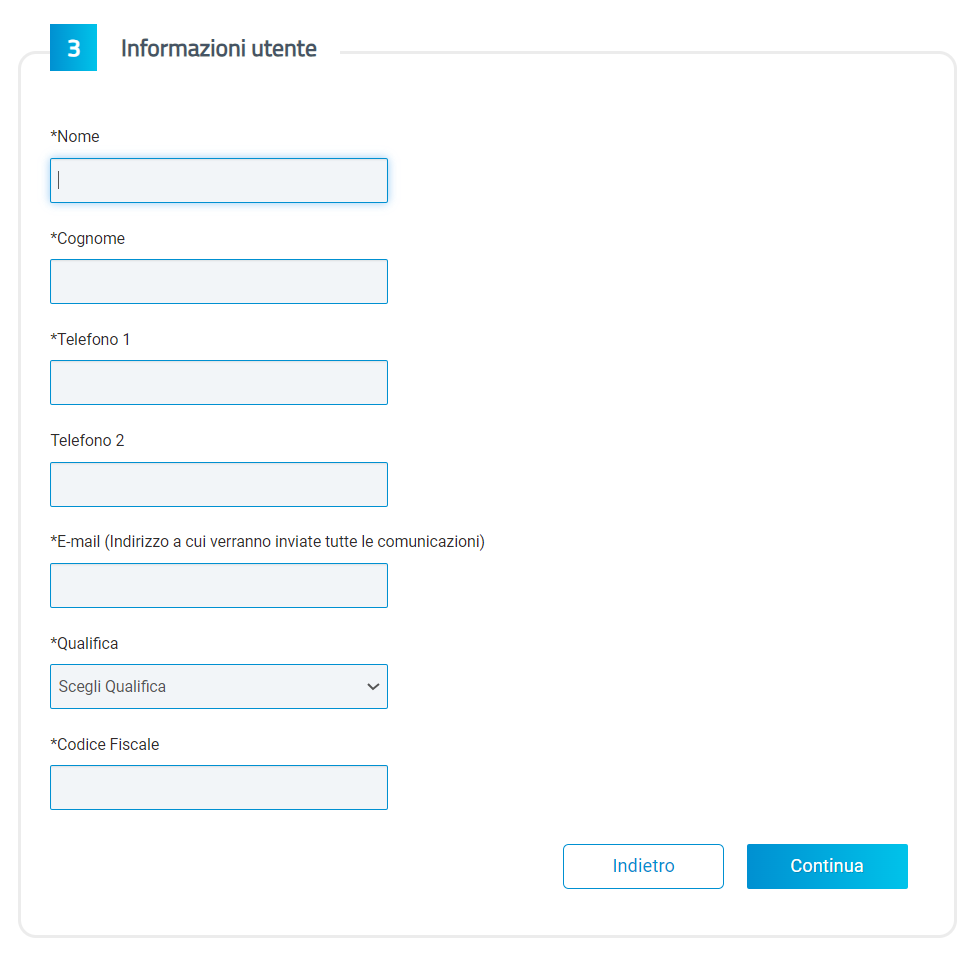 3 Informazioni utente
*Nome
*Cognome
*Telefono 1
Telefono 2
*E-mail (Indirizzo a cui verranno inviate tutte le comunicazioni)
*Qualifica
Scegli Qualifica
*Codice Fiscale
Indietro Continua